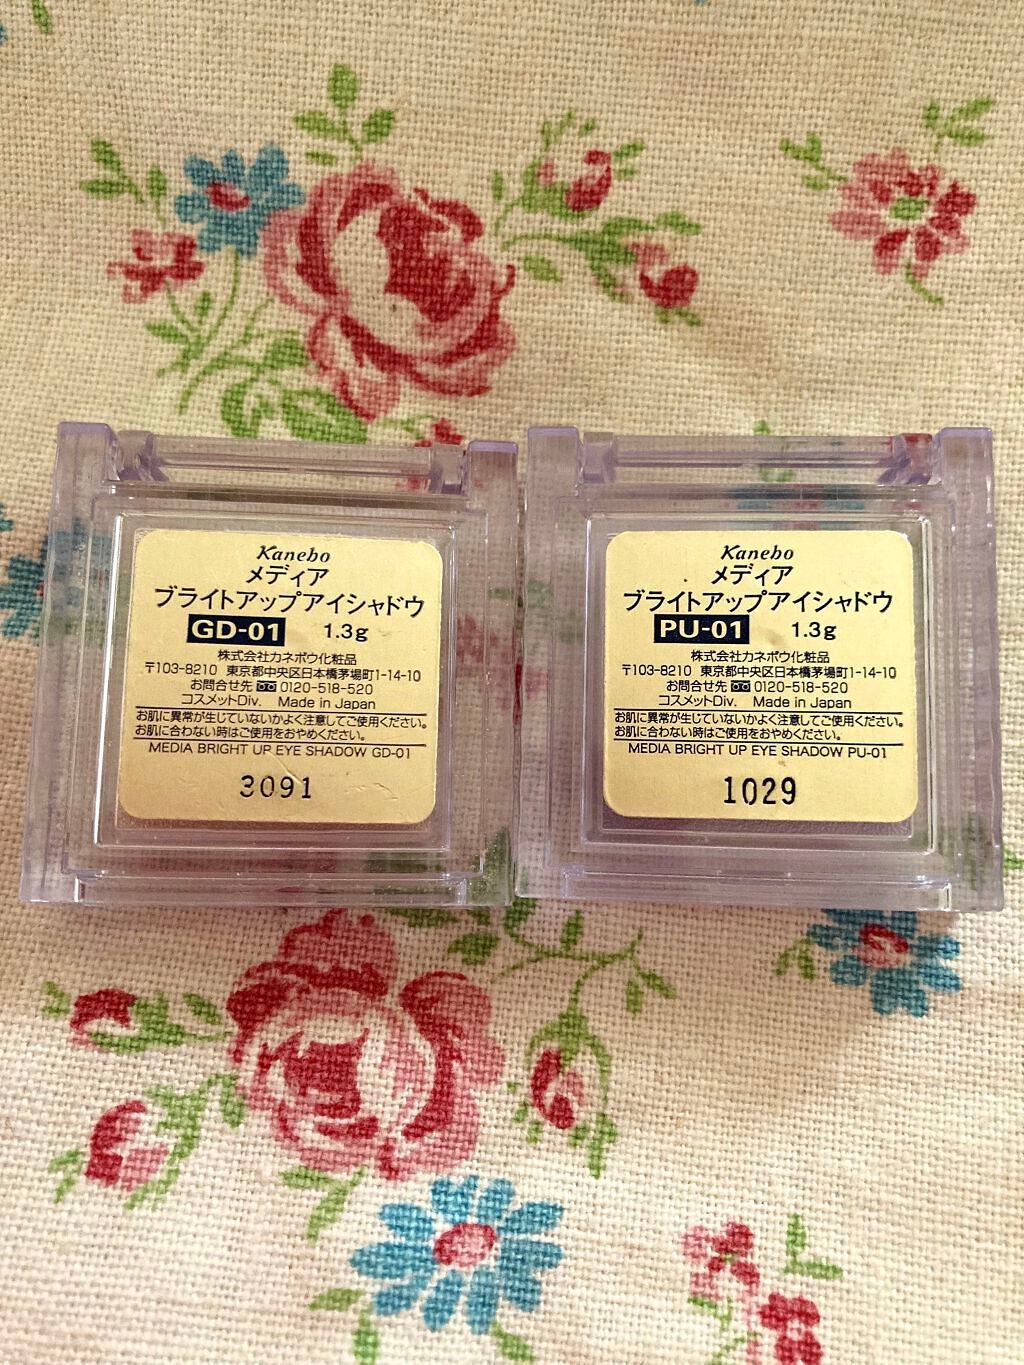 Kanebo
メディア
ブライトアップアイシャドウ
GD-01 1.3g
株式会社カネボウ化粧品
〒103-8210 東京都中央区日本橋茅場町1-14-10
お問合せ先 0120-518-520
コスメットDiv. Made in Japan
お肌に異常が生じていないかよく注意してご使用ください。
お肌に合わない時はご使用をおやめください。
MEDIA BRIGHT UP EYE SHADOW GD-01
3091
Kanebo
メディア
ブライトアップアイシャドウ
PU-01 1.3g
株式会社カネボウ化粧品
〒103-8210 東京都中央区日本橋茅場町1-14-10
お問合せ先 0120-518-520
コスメットDiv. Made in Japan
お肌に異常が生じていないかよく注意してご使用ください。
お肌に合わない時はご使用をおやめください。
MEDIA BRIGHT UP EYE SHADOW PU-01
1029